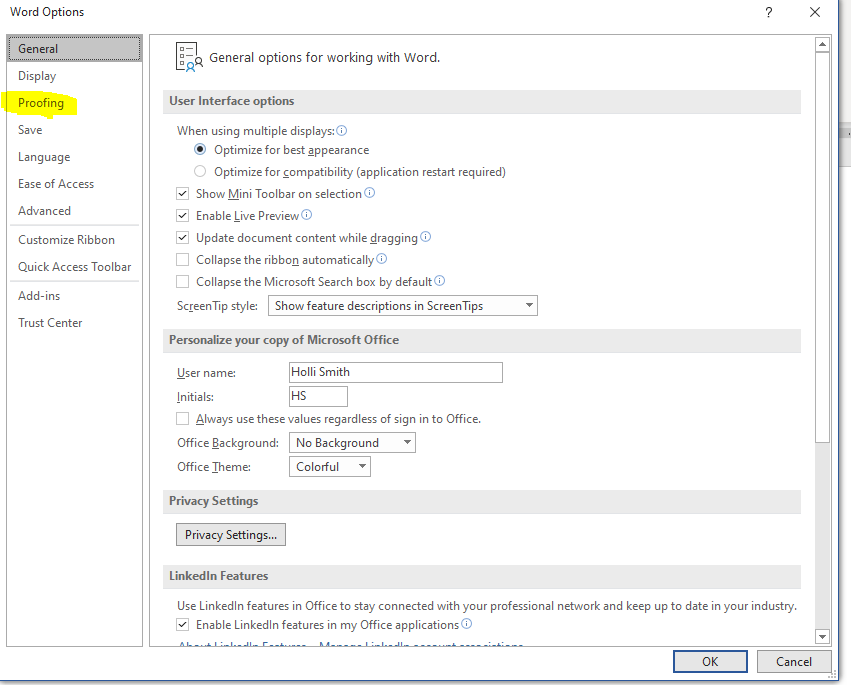 Word Options
?
General
Display
Proofing
Save
Language
Ease of Access
Advanced
Customize Ribbon
Quick Access Toolbar
Add-ins
Trust Center
General options for working with Word.
User Interface options
When using multiple displays:
Optimize for best appearance
Optimize for compatibility (application restart required)
Show Mini Toolbar on selection
Enable Live Preview
Update document content while dragging
Collapse the ribbon automatically
Collapse the Microsoft Search box by default
ScreenTip style: Show feature descriptions in ScreenTips
Personalize your copy of Microsoft Office
User name: Holli Smith
Initials: HS
Always use these values regardless of sign in to Office.
Office Background: No Background
Office Theme: Colorful
Privacy Settings
Privacy Settings...
LinkedIn Features
Use LinkedIn features in Office to stay connected with your professional network and keep up to date in your industry.
Enable LinkedIn features in my Office applications
About LinkedIn Features Manage LinkedIn account associations
OK Cancel